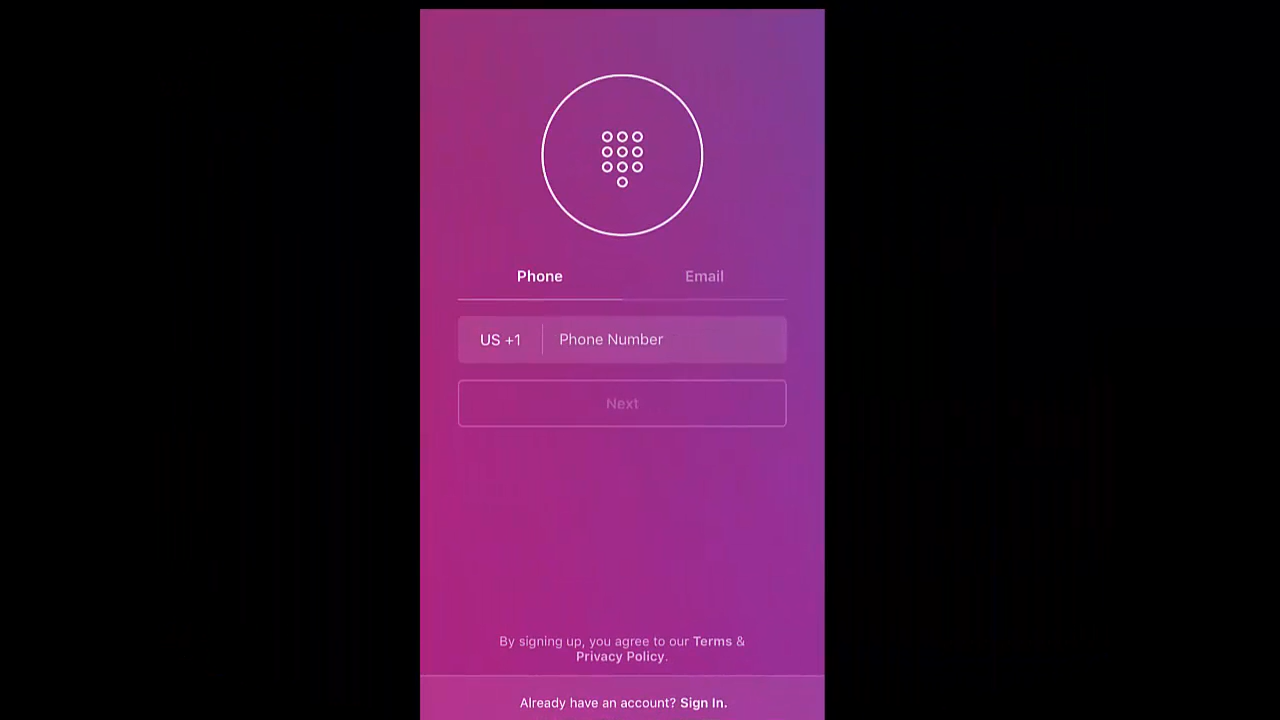 Phone Email
US +1 Phone Number
Next
By signing up, you agree to our Terms &
Privacy Policy.
Already have an account? Sign In.